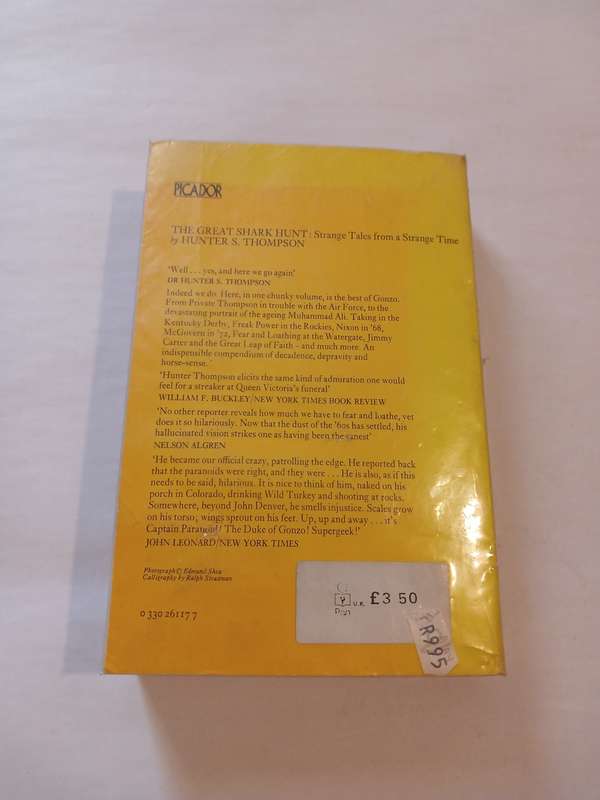 PICADOR
THE GREAT SHARK HUNT: Strange Tales from a Strange Time
by HUNTER S. THOMPSON
'Well . . . yes, and here we go again'
DR HUNTER S. THOMPSON
Indeed we do. Here, in one chunky volume, is the best of Gonzo.
From Private Thompson in trouble with the Air Force, to the
devastating portrait of the ageing Muhammad Ali. Taking in the
Kentucky Derby, Freak Power in the Rockies, Nixon in '68,
McGovern in '72, Fear and Loathing at the Watergate, Jimmy
Carter and the Great Leap of Faith - and much more. An
indispensible compendium of decadence, depravity and
horse-sense.
'Hunter Thompson elicits the same kind of admiration one would
feel for a streaker at Queen Victoria's funeral'
WILLIAM F. BUCKLEY/NEW YORK TIMES BOOK REVIEW
'No other reporter reveals how much we have to fear and loathe, yet
does it so hilariously. Now that the dust of the '60s has settled, his
hallucinated vision strikes one as having been the sanest'
NELSON ALGREN
'He became our official crazy, patrolling the edge. He reported back
that the paranoids were right, and they were . . . He is also, as if this
needs to be said, hilarious. It is nice to think of him, naked on his
porch in Colorado, drinking Wild Turkey and shooting at rocks.
Somewhere, beyond John Denver, he smells injustice. Scales grow
on his torso; wings sprout on his feet. Up, up and away . . . it's
Captain Paranoid! The Duke of Gonzo! Supergeek!'
JOHN LEONARD/NEW YORK TIMES
Photograph © Edmund Shea
Calligraphy by Ralph Steadman
0 330 26117 7
U.K. £3 50
R995